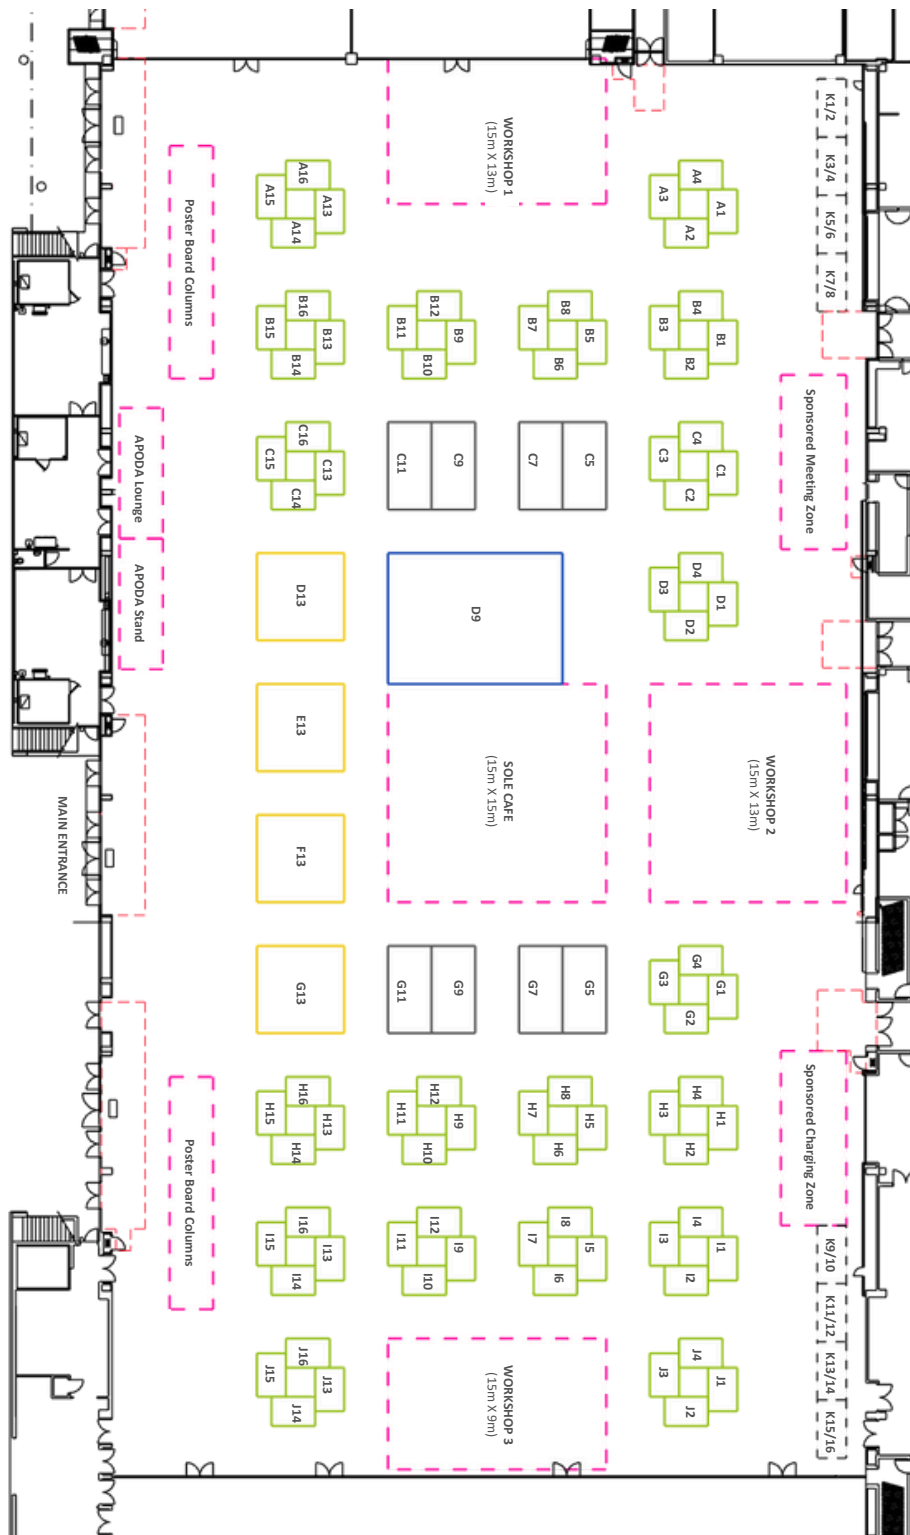 K1/2
K3/4
K5/6
K7/8
WORKSHOP 1
(15m X 13m)
A16
A15
A13
A14
A4
A3
A1
A2
Poster Board Columns
B16
B15
B13
B14
B12
B11
B9
B10
B8
B7
B5
B6
B4
B3
B1
B2
Sponsored Meeting Zone
APODA Lounge
C16
C15
C13
C14
C11
C9
C7
C5
C4
C3
C1
C2
APODA Stand
D13
D9
D4
D3
D1
D2
E13
SOLE CAFE
(15m X 15m)
WORKSHOP 2
(15m X 13m)
MAIN ENTRANCE
F13
G13
G11
G9
G7
G5
G4
G3
G1
G2
Sponsored Charging Zone
Poster Board Columns
H16
H15
H13
H14
H12
H11
H9
H10
H8
H7
H5
H6
H4
H3
H1
H2
I16
I15
I13
I14
I12
I11
I9
I10
I8
I7
I5
I6
I4
I3
I1
I2
K9/10
K11/12
K13/14
K15/16
J16
J15
J13
J14
WORKSHOP 3
(15m X 9m)
J4
J3
J1
J2